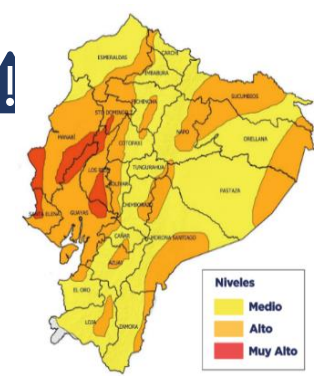 !
ESMERALDAS
CARCHI
IMBABURA
PICHINCHA
SUCUMBIOS
STO DOMINGO
MANABI
COTOPAXI
NAPO
ORELLANA
LOS RIOS
TUNGURAHUA
BOLIVAR
PASTAZA
CHIMBORAZO
SANTA ELENA
GUAYAS
MORONA SANTIAGO
CAÑAR
AZUAY
EL ORO
LOJA
ZAMORA
Niveles
Medio
Alto
Muy Alto